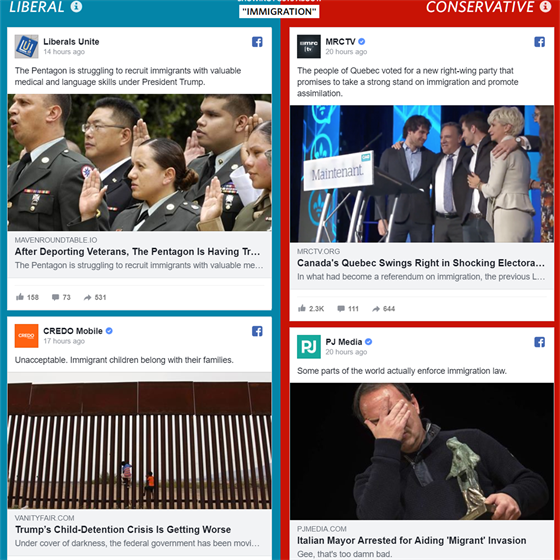 LIBERAL
"IMMIGRATION"
CONSERVATIVE
Liberals Unite
14 hours ago
The Pentagon is struggling to recruit immigrants with valuable
medical and language skills under President Trump.
MAVENROUNDTABLE.IO
After Deporting Veterans, The Pentagon Is Having Tr…
The Pentagon is struggling to recruit immigrants with valuable me…
158 73 531
CREDO Mobile
17 hours ago
Unacceptable. Immigrant children belong with their families.
VANITYFAIR.COM
Trump's Child-Detention Crisis Is Getting Worse
Under cover of darkness, the federal government has been movi…
MRCTV
20 hours ago
The people of Quebec voted for a new right-wing party that
promises to take a strong stand on immigration and promote
assimilation.
Maintenant
MRCTV.ORG
Canada's Quebec Swings Right in Shocking Electora…
In what had become a referendum on immigration, the previous L…
2.3K 111 644
PJ
PJ Media
20 hours ago
Some parts of the world actually enforce immigration law.
PJMEDIA.COM
Italian Mayor Arrested for Aiding 'Migrant' Invasion
Gee, that's too damn bad.